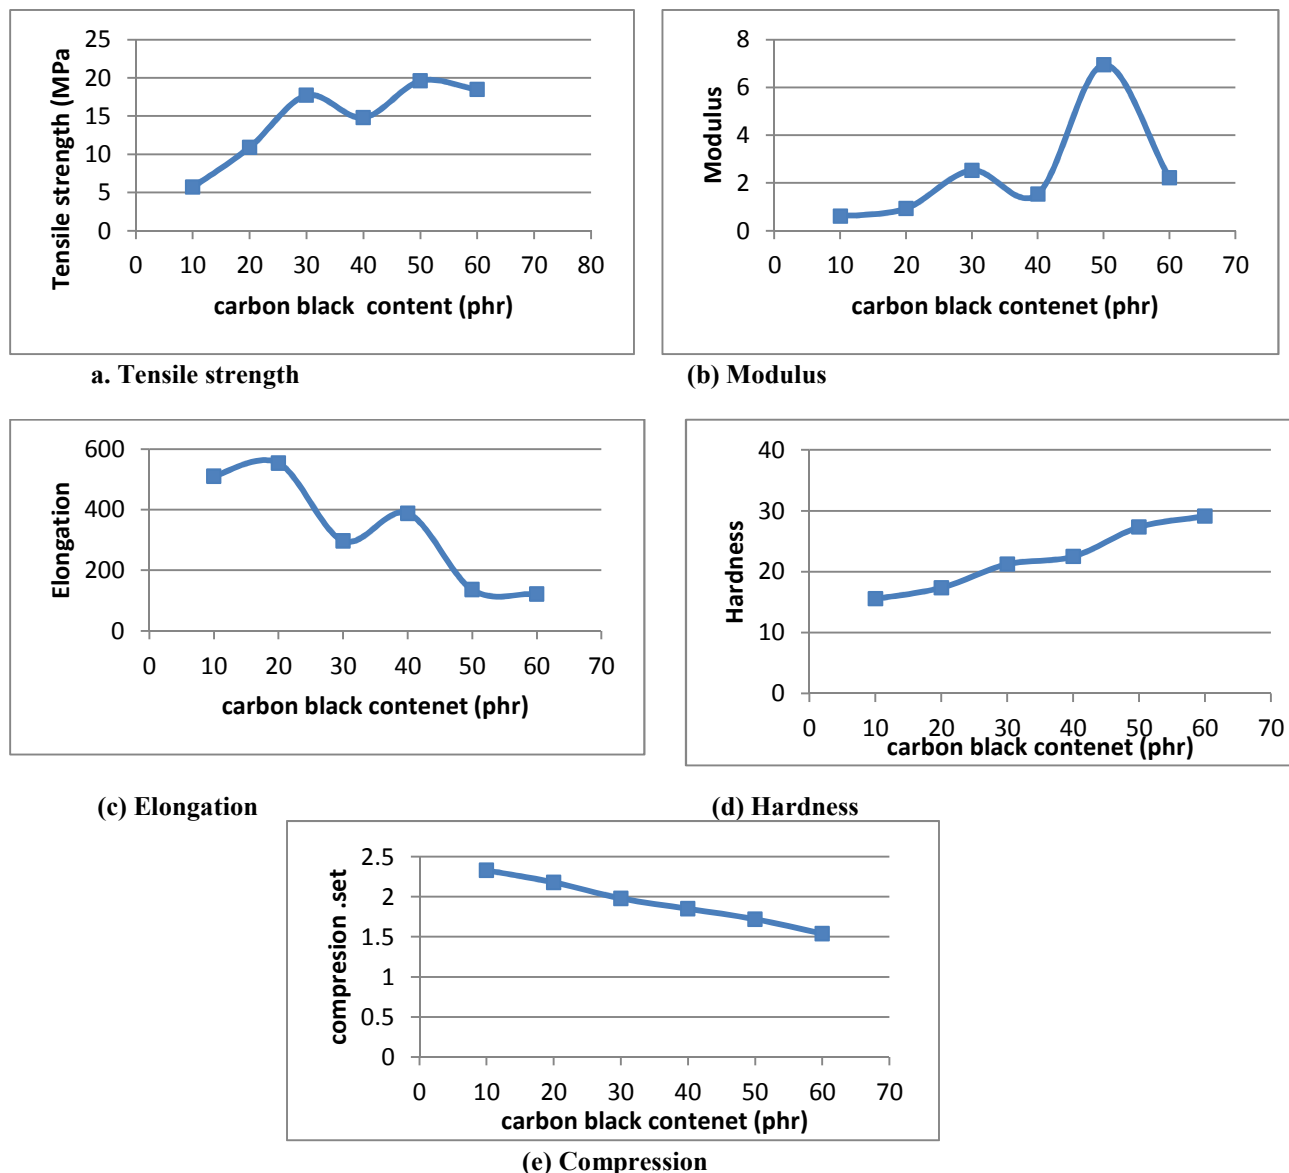 25
20
15
10
5
0
0 10 20 30 40 50 60 70 80
Tensile strength (MPa
carbon black content (phr)
a. Tensile strength
8
6
4
2
0
0 10 20 30 40 50 60 70
Modulus
carbon black contenet (phr)
(b) Modulus
600
400
200
0
0 10 20 30 40 50 60 70
Elongation
carbon black contenet (phr)
(c) Elongation
40
30
20
10
0
0 10 20 30 40 50 60 70
Hardness
carbon black contenet (phr)
(d) Hardness
2.5
2
1.5
1
0.5
0
0 10 20 30 40 50 60 70
compresion .set
carbon black contenet (phr)
(e) Compression